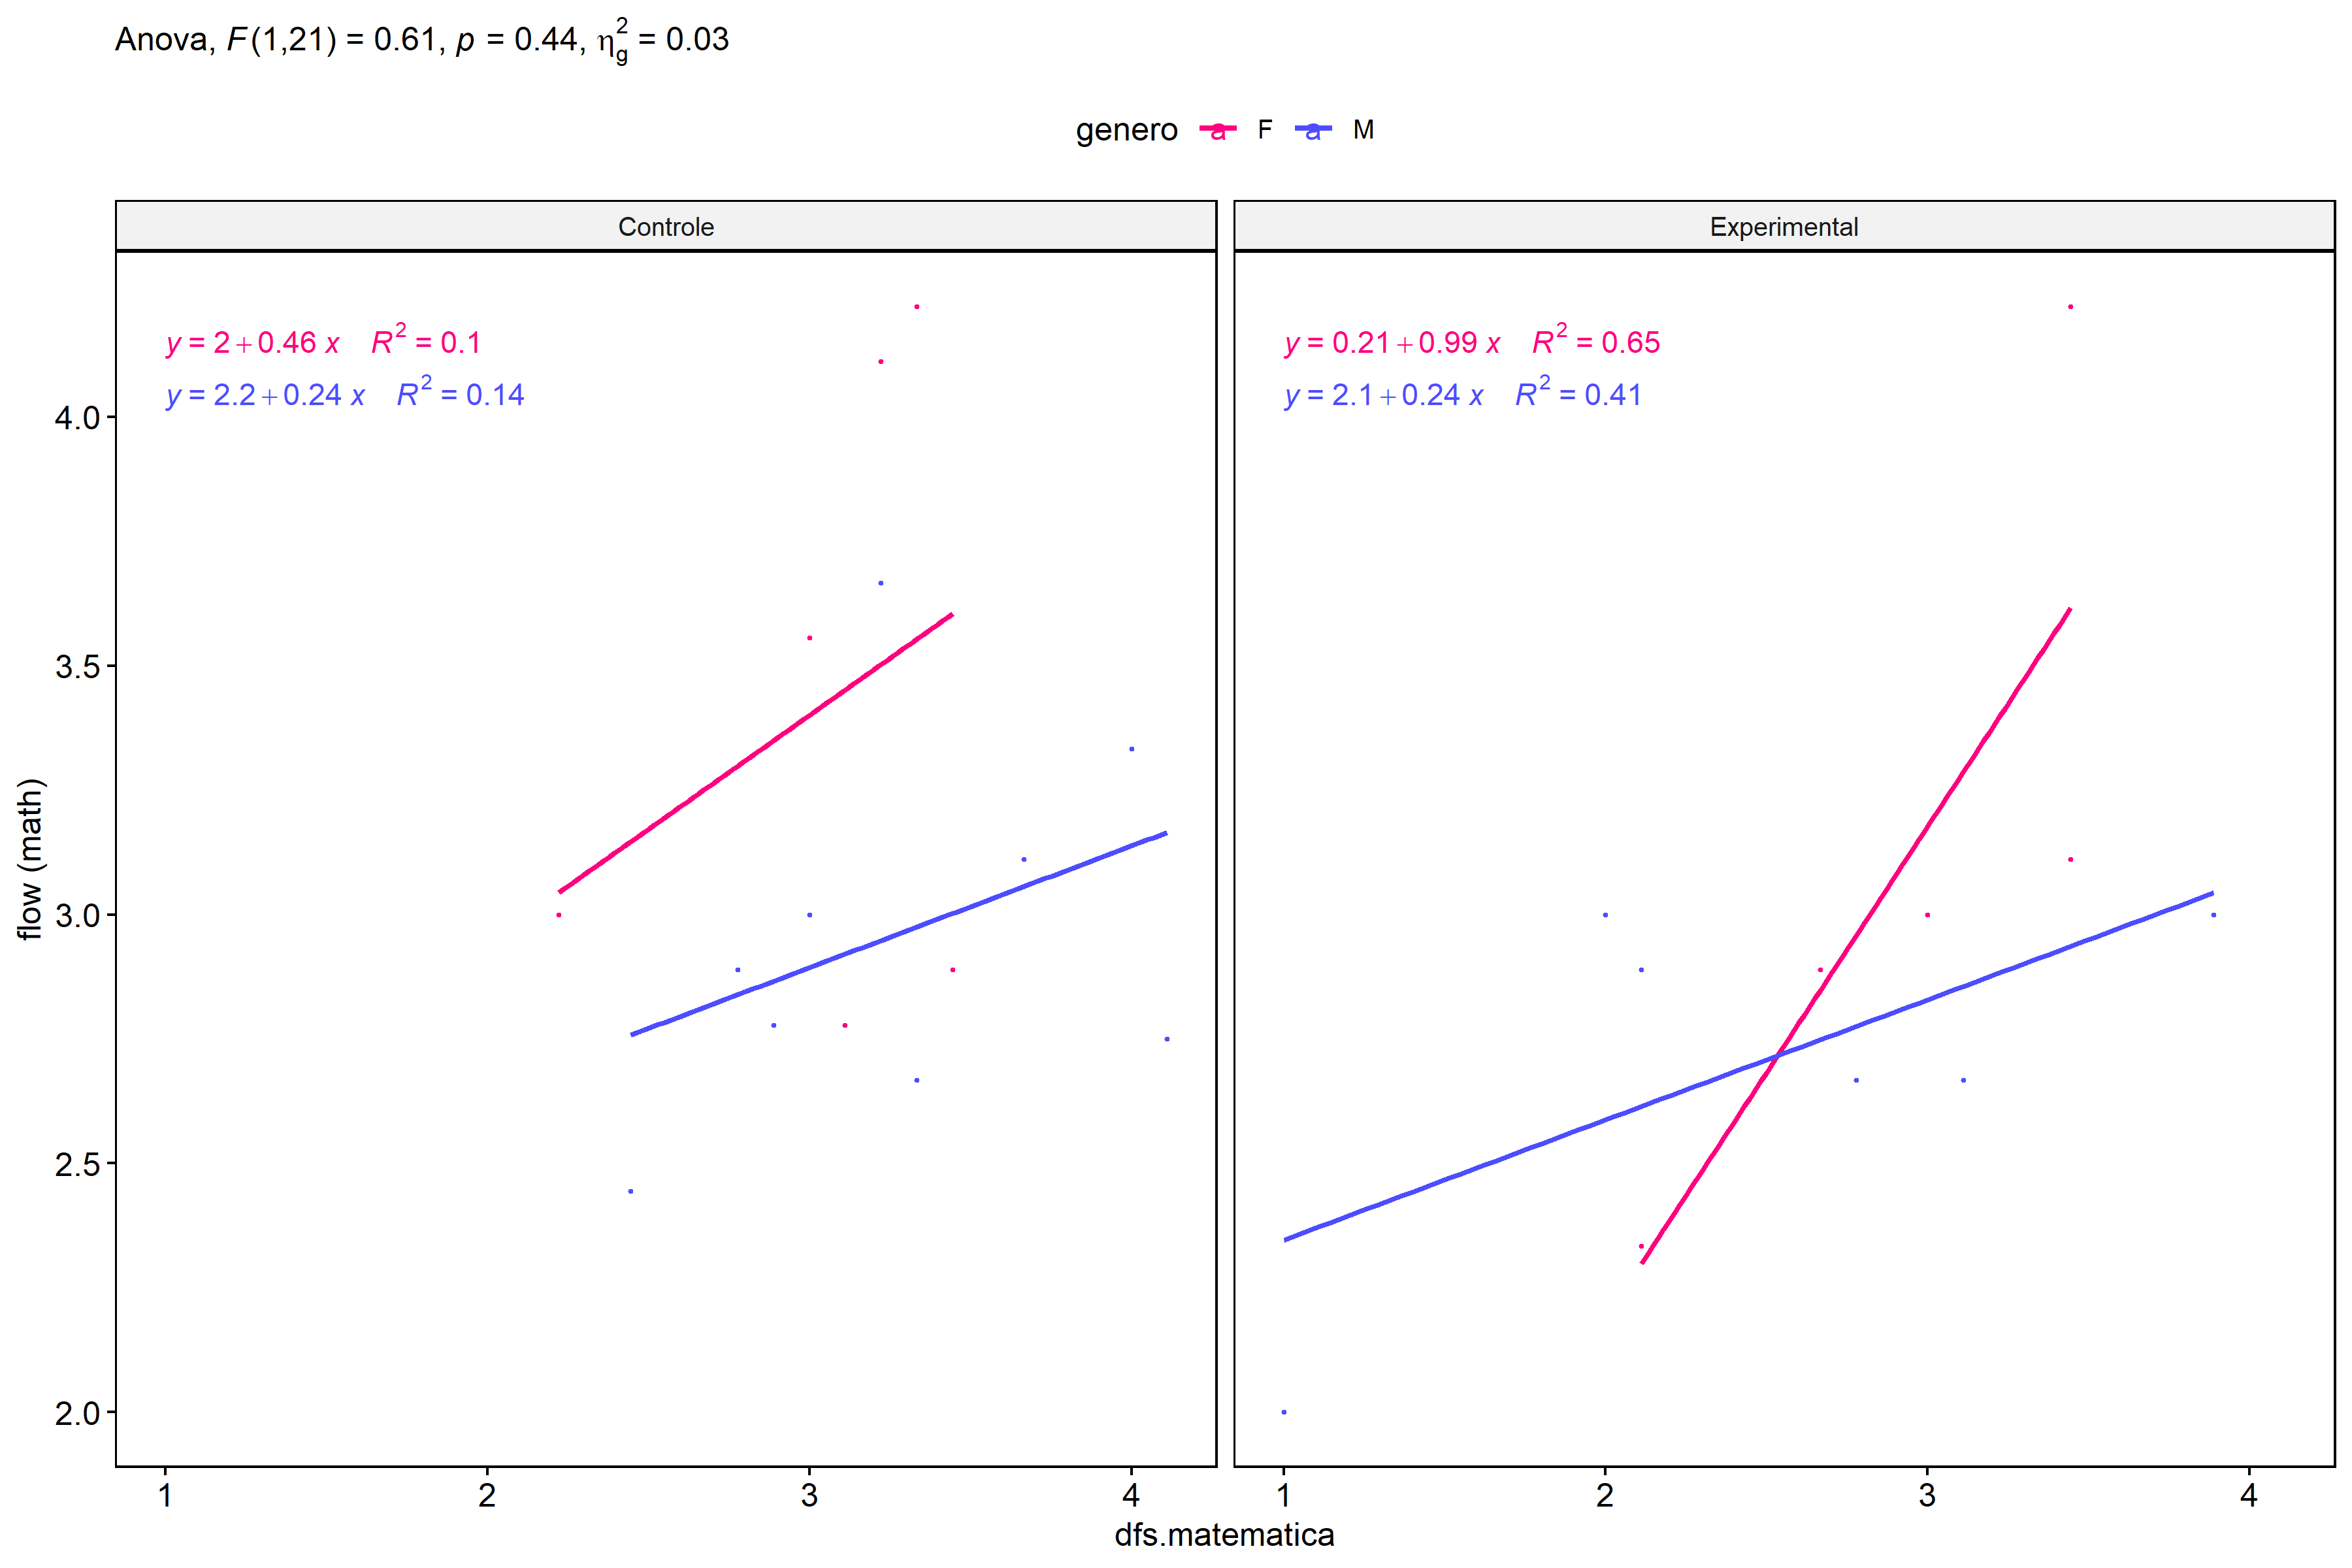 Anova, F(1,21) = 0.61, p = 0.44, η²g = 0.03
genero a F a M
Controle
Experimental
y = 2 + 0.46 x R² = 0.1
y = 2.2 + 0.24 x R² = 0.14
y = 0.21 + 0.99 x R² = 0.65
y = 2.1 + 0.24 x R² = 0.41
flow (math)
4.0
3.5
3.0
2.5
2.0
1 2 3 4
1 2 3 4
dfs.matematica